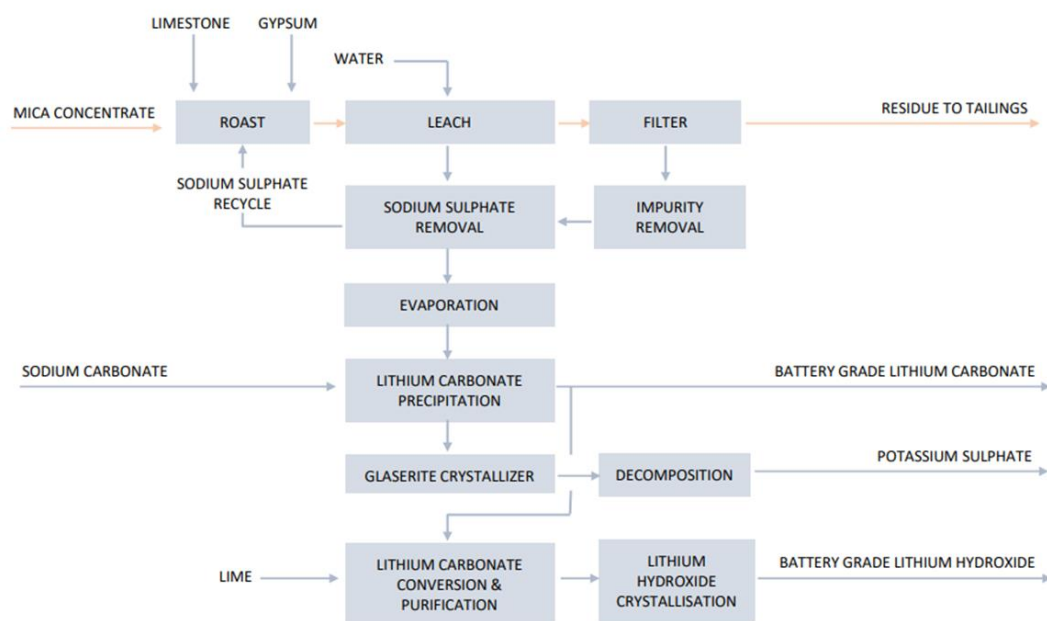 LIMESTONE
GYPSUM
WATER
MICA CONCENTRATE
ROAST
LEACH
FILTER
RESIDUE TO TAILINGS
SODIUM SULPHATE
RECYCLE
SODIUM SULPHATE
REMOVAL
IMPURITY
REMOVAL
EVAPORATION
SODIUM CARBONATE
LITHIUM CARBONATE
PRECIPITATION
BATTERY GRADE LITHIUM CARBONATE
GLASERITE CRYSTALLIZER
DECOMPOSITION
POTASSIUM SULPHATE
LIME
LITHIUM CARBONATE
CONVERSION &
PURIFICATION
LITHIUM
HYDROXIDE
CRYSTALLISATION
BATTERY GRADE LITHIUM HYDROXIDE